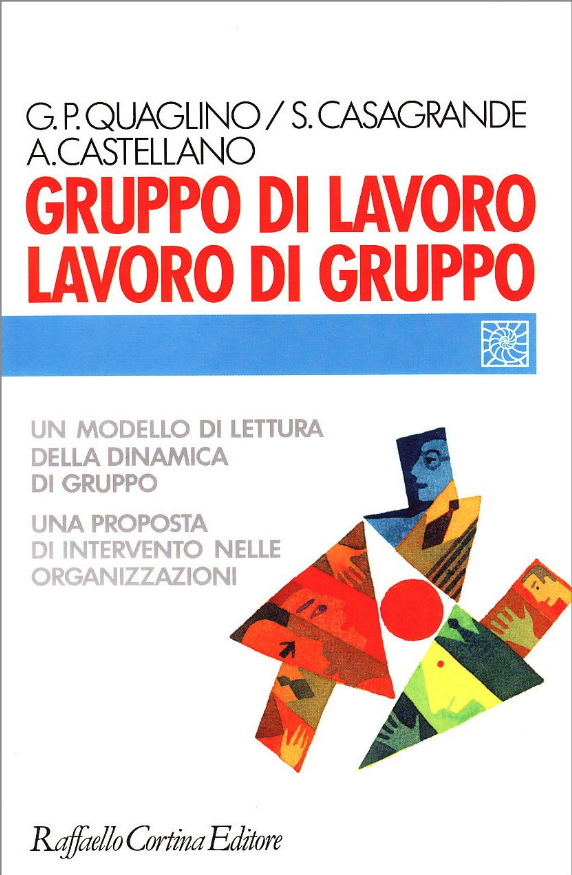 G.P.QUAGLINO/S.CASAGRANDE
A.CASTELLANO
GRUPPO DI LAVORO
LAVORO DI GRUPPO
UN MODELLO DI LETTURA
DELLA DINAMICA
DI GRUPPO
UNA PROPOSTA
DI INTERVENTO NELLE
ORGANIZZAZIONI
Raffaello Cortina Editore